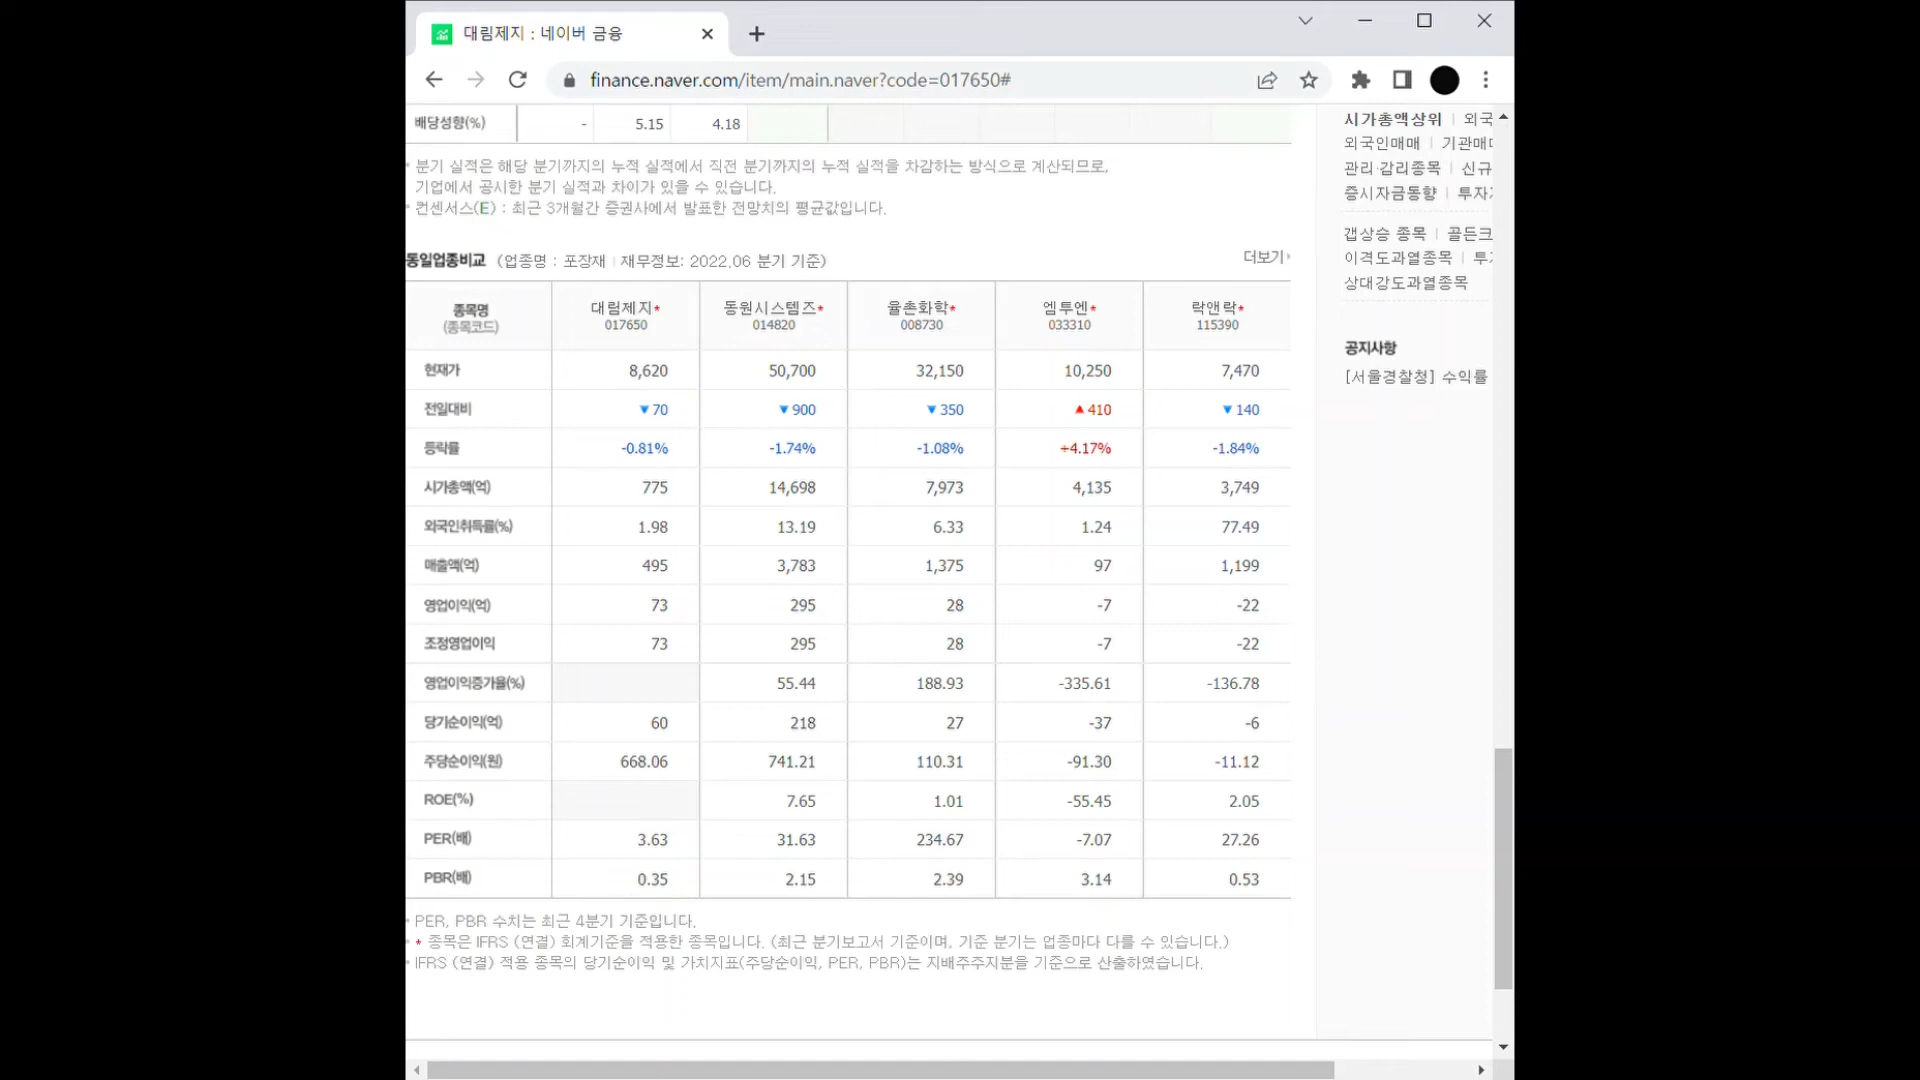 대림제지 : 네이버 금융
finance.naver.com/item/main.naver?code=017650#
배당성향(%) - 5.15 4.18
분기 실적은 해당 분기까지의 누적 실적에서 직전 분기까지의 누적 실적을 차감하는 방식으로 계산되므로,
기업에서 공시한 분기 실적과 차이가 있을 수 있습니다.
컨센서스(E) : 최근 3개월간 증권사에서 발표한 전망치의 평균값입니다.
동일업종비교 (업종명 : 포장재 | 재무정보: 2022.06 분기 기준) 더보기
종목명 대림제지* 동원시스템즈* 율촌화학* 엠투엔* 락앤락*
(종목코드) 017650 014820 008730 033310 115390
현재가 8,620 50,700 32,150 10,250 7,470
전일대비 ▼70 ▼900 ▼350 ▲410 ▼140
등락률 -0.81% -1.74% -1.08% +4.17% -1.84%
시가총액(억) 775 14,698 7,973 4,135 3,749
외국인취득률(%) 1.98 13.19 6.33 1.24 77.49
매출액(억) 495 3,783 1,375 97 1,199
영업이익(억) 73 295 28 -7 -22
조정영업이익 73 295 28 -7 -22
영업이익증가율(%) 55.44 188.93 -335.61 -136.78
당기순이익(억) 60 218 27 -37 -6
주당순이익(원) 668.06 741.21 110.31 -91.30 -11.12
ROE(%) 7.65 1.01 -55.45 2.05
PER(배) 3.63 31.63 234.67 -7.07 27.26
PBR(배) 0.35 2.15 2.39 3.14 0.53
PER, PBR 수치는 최근 4분기 기준입니다.
* 종목은 IFRS (연결) 회계기준을 적용한 종목입니다. (최근 분기보고서 기준이며, 기준 분기는 업종마다 다를 수 있습니다.)
IFRS (연결) 적용 종목의 당기순이익 및 가치지표(주당순이익, PER, PBR)는 지배주주지분을 기준으로 산출하였습니다.
시가총액상위 | 외국
외국인매매 | 기관매
관리·감리종목 | 신규
증시자금동향 | 투자
갭상승 종목 | 골든크
이격도과열종목 | 투
상대강도과열종목
공지사항
[서울경찰청] 수익률